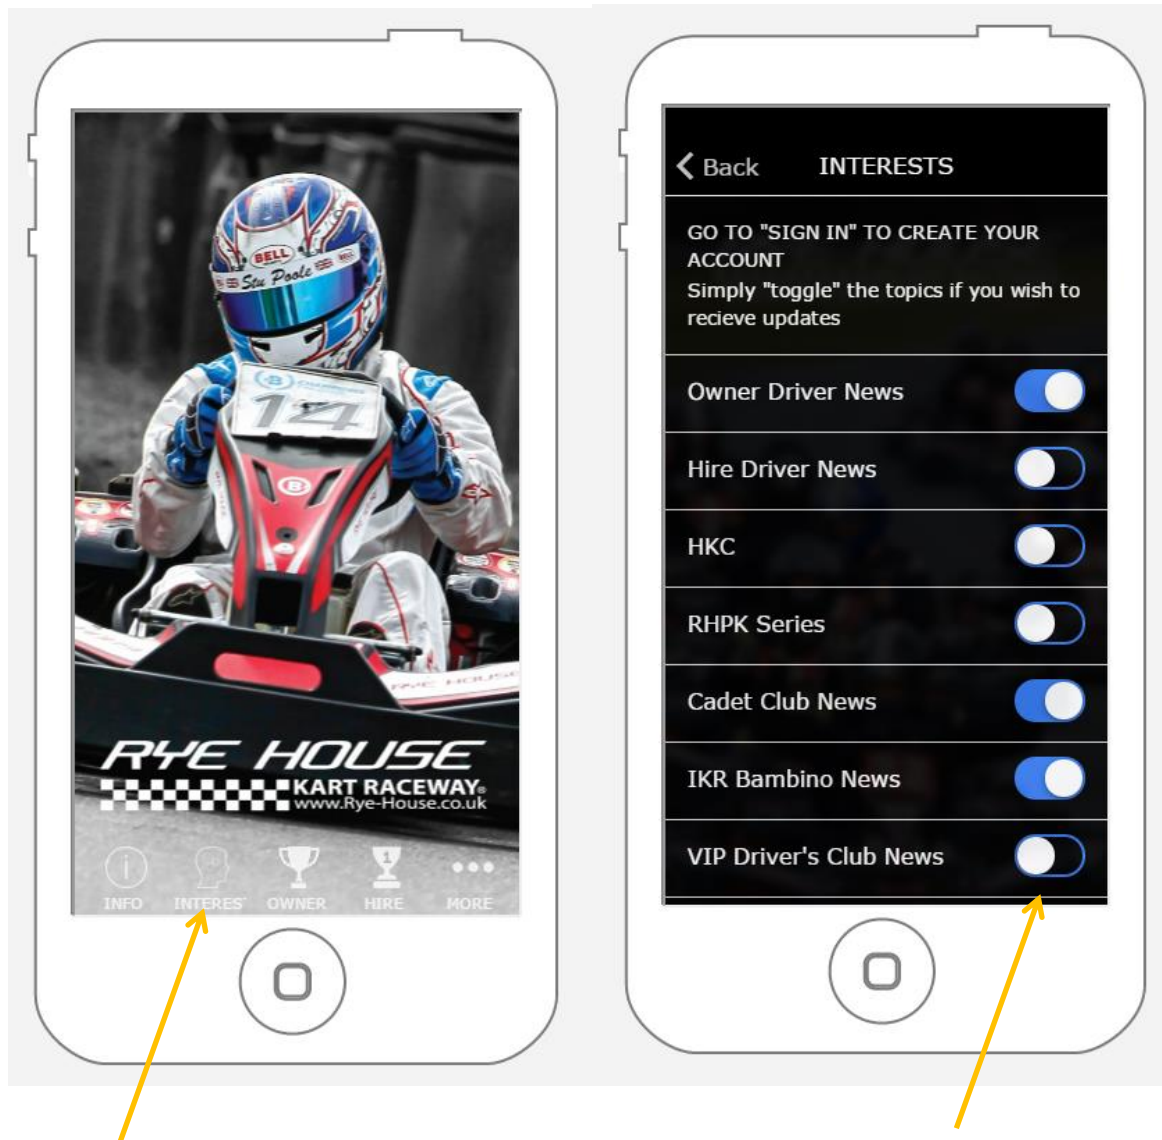 BELL
Stu Poole
14
B
RYE HOUSE
RYE HOUSE
KART RACEWAY®
www.Rye-House.co.uk
1
INFO
INTERES
OWNER
HIRE
MORE
Back
INTERESTS
GO TO "SIGN IN" TO CREATE YOUR
ACCOUNT
Simply "toggle" the topics if you wish to
recieve updates
Owner Driver News
Hire Driver News
HKC
RHPK Series
Cadet Club News
IKR Bambino News
VIP Driver's Club News